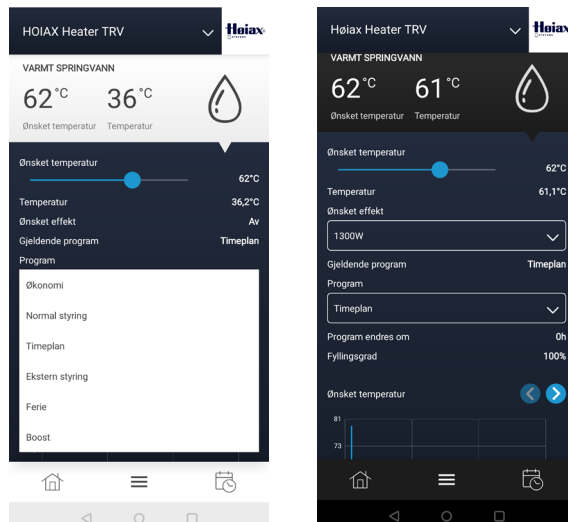 HOIAX Heater TRV
Høiax
VARMT SPRINGVANN
62°C 36°C
Ønsket temperatur Temperatur
Ønsket temperatur
62°C
Temperatur 36,2°C
Ønsket effekt Av
Gjeldende program Timeplan
Program
Økonomi
Normal styring
Timeplan
Ekstern styring
Ferie
Boost
Høiax Heater TRV
Høiax
VARMT SPRINGVANN
62°C 61°C
Ønsket temperatur Temperatur
Ønsket temperatur
62°C
Temperatur 61,1°C
Ønsket effekt
1300W
Gjeldende program Timeplan
Program
Timeplan
Program endres om 0h
Fyllingsgrad 100%
Ønsket temperatur
81
73